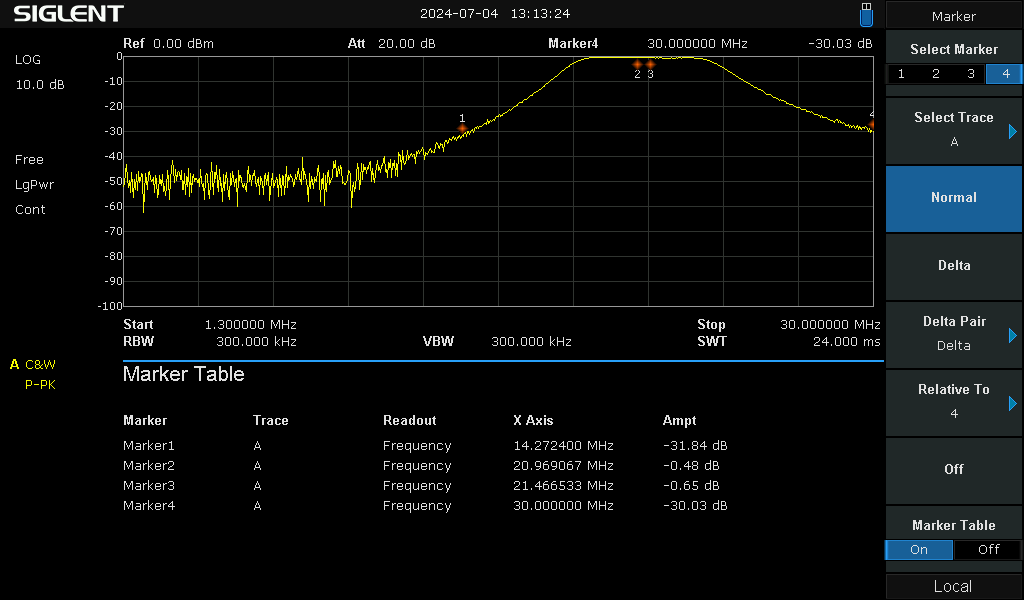 SIGLENT 2024-07-04 13:13:24 Marker
Ref 0.00 dBm Att 20.00 dB Marker4 30.000000 MHz -30.03 dB
Select Marker
1 2 3 4
LOG
10.0 dB
Free
LgPwr
Cont
0
-10
-20
-30
-40
-50
-60
-70
-80
-90
-100
1
2 3
4
Select Trace
A
Normal
Delta
Start 1.300000 MHz Stop 30.000000 MHz
RBW 300.000 kHz VBW 300.000 kHz SWT 24.000 ms
Delta Pair
Delta
A C&W
P-PK
Marker Table
Marker Trace Readout X Axis Ampt
Marker1 A Frequency 14.272400 MHz -31.84 dB
Marker2 A Frequency 20.969067 MHz -0.48 dB
Marker3 A Frequency 21.466533 MHz -0.65 dB
Marker4 A Frequency 30.000000 MHz -30.03 dB
Relative To
4
Off
Marker Table
On Off
Local